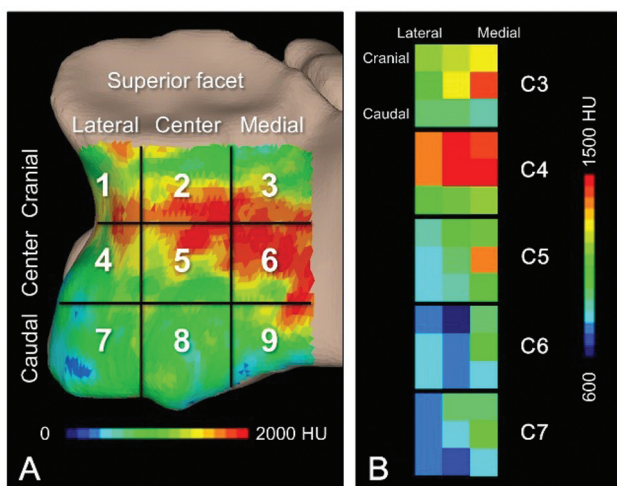 Superior facet
Lateral Center Medial
Cranial
Center
Caudal
1 2 3
4 5 6
7 8 9
0 2000 HU
A
B
Lateral Medial
Cranial
Caudal
C3
C4
C5
C6
C7
1500 HU
600